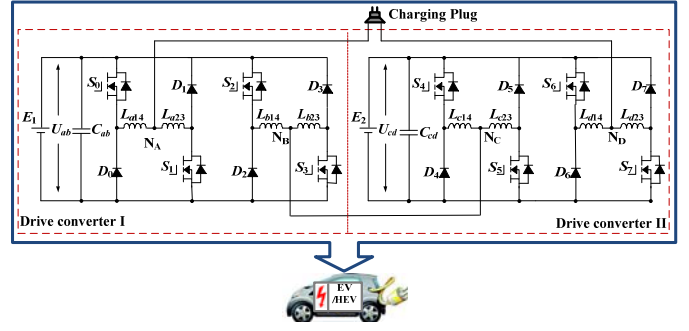 Charging Plug
S0 D1 S2 D3 S4 D5 S6 D7
La14 La23 Lb14 Lb23 Lc14 Lc23 Ld14 Ld23
E1 Uab Cab E2 Ucd Ccd
NA NB NC ND
D0 S1 D2 S3 D4 S5 D6 S7
Drive converter I Drive converter II
EV
/HEV